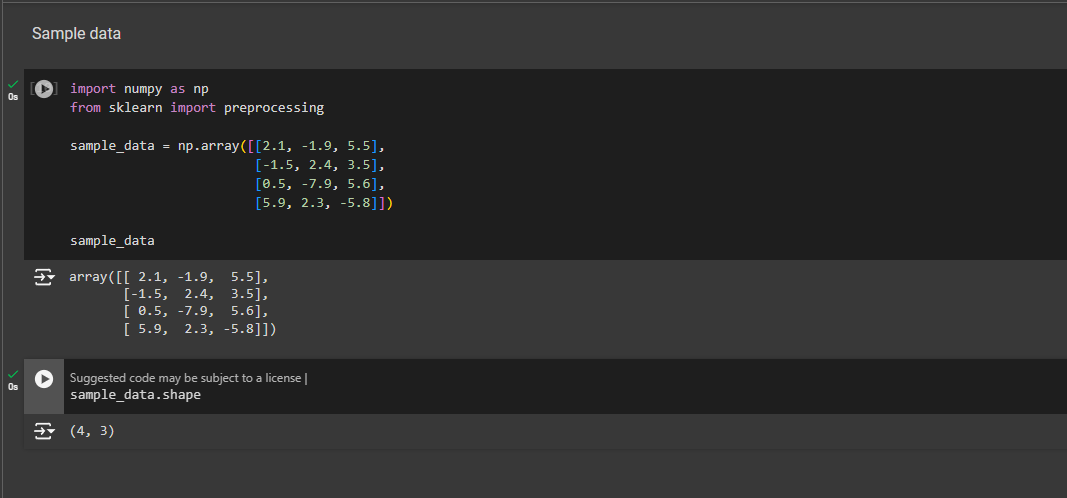 Sample data
0s
[ ]
import numpy as np
from sklearn import preprocessing
sample_data = np.array([[2.1, -1.9, 5.5],
[-1.5, 2.4, 3.5],
[0.5, -7.9, 5.6],
[5.9, 2.3, -5.8]])
sample_data
array([[ 2.1, -1.9,  5.5],
[-1.5,  2.4,  3.5],
[ 0.5, -7.9,  5.6],
[ 5.9,  2.3, -5.8]])
0s
Suggested code may be subject to a license |
sample_data.shape
(4, 3)